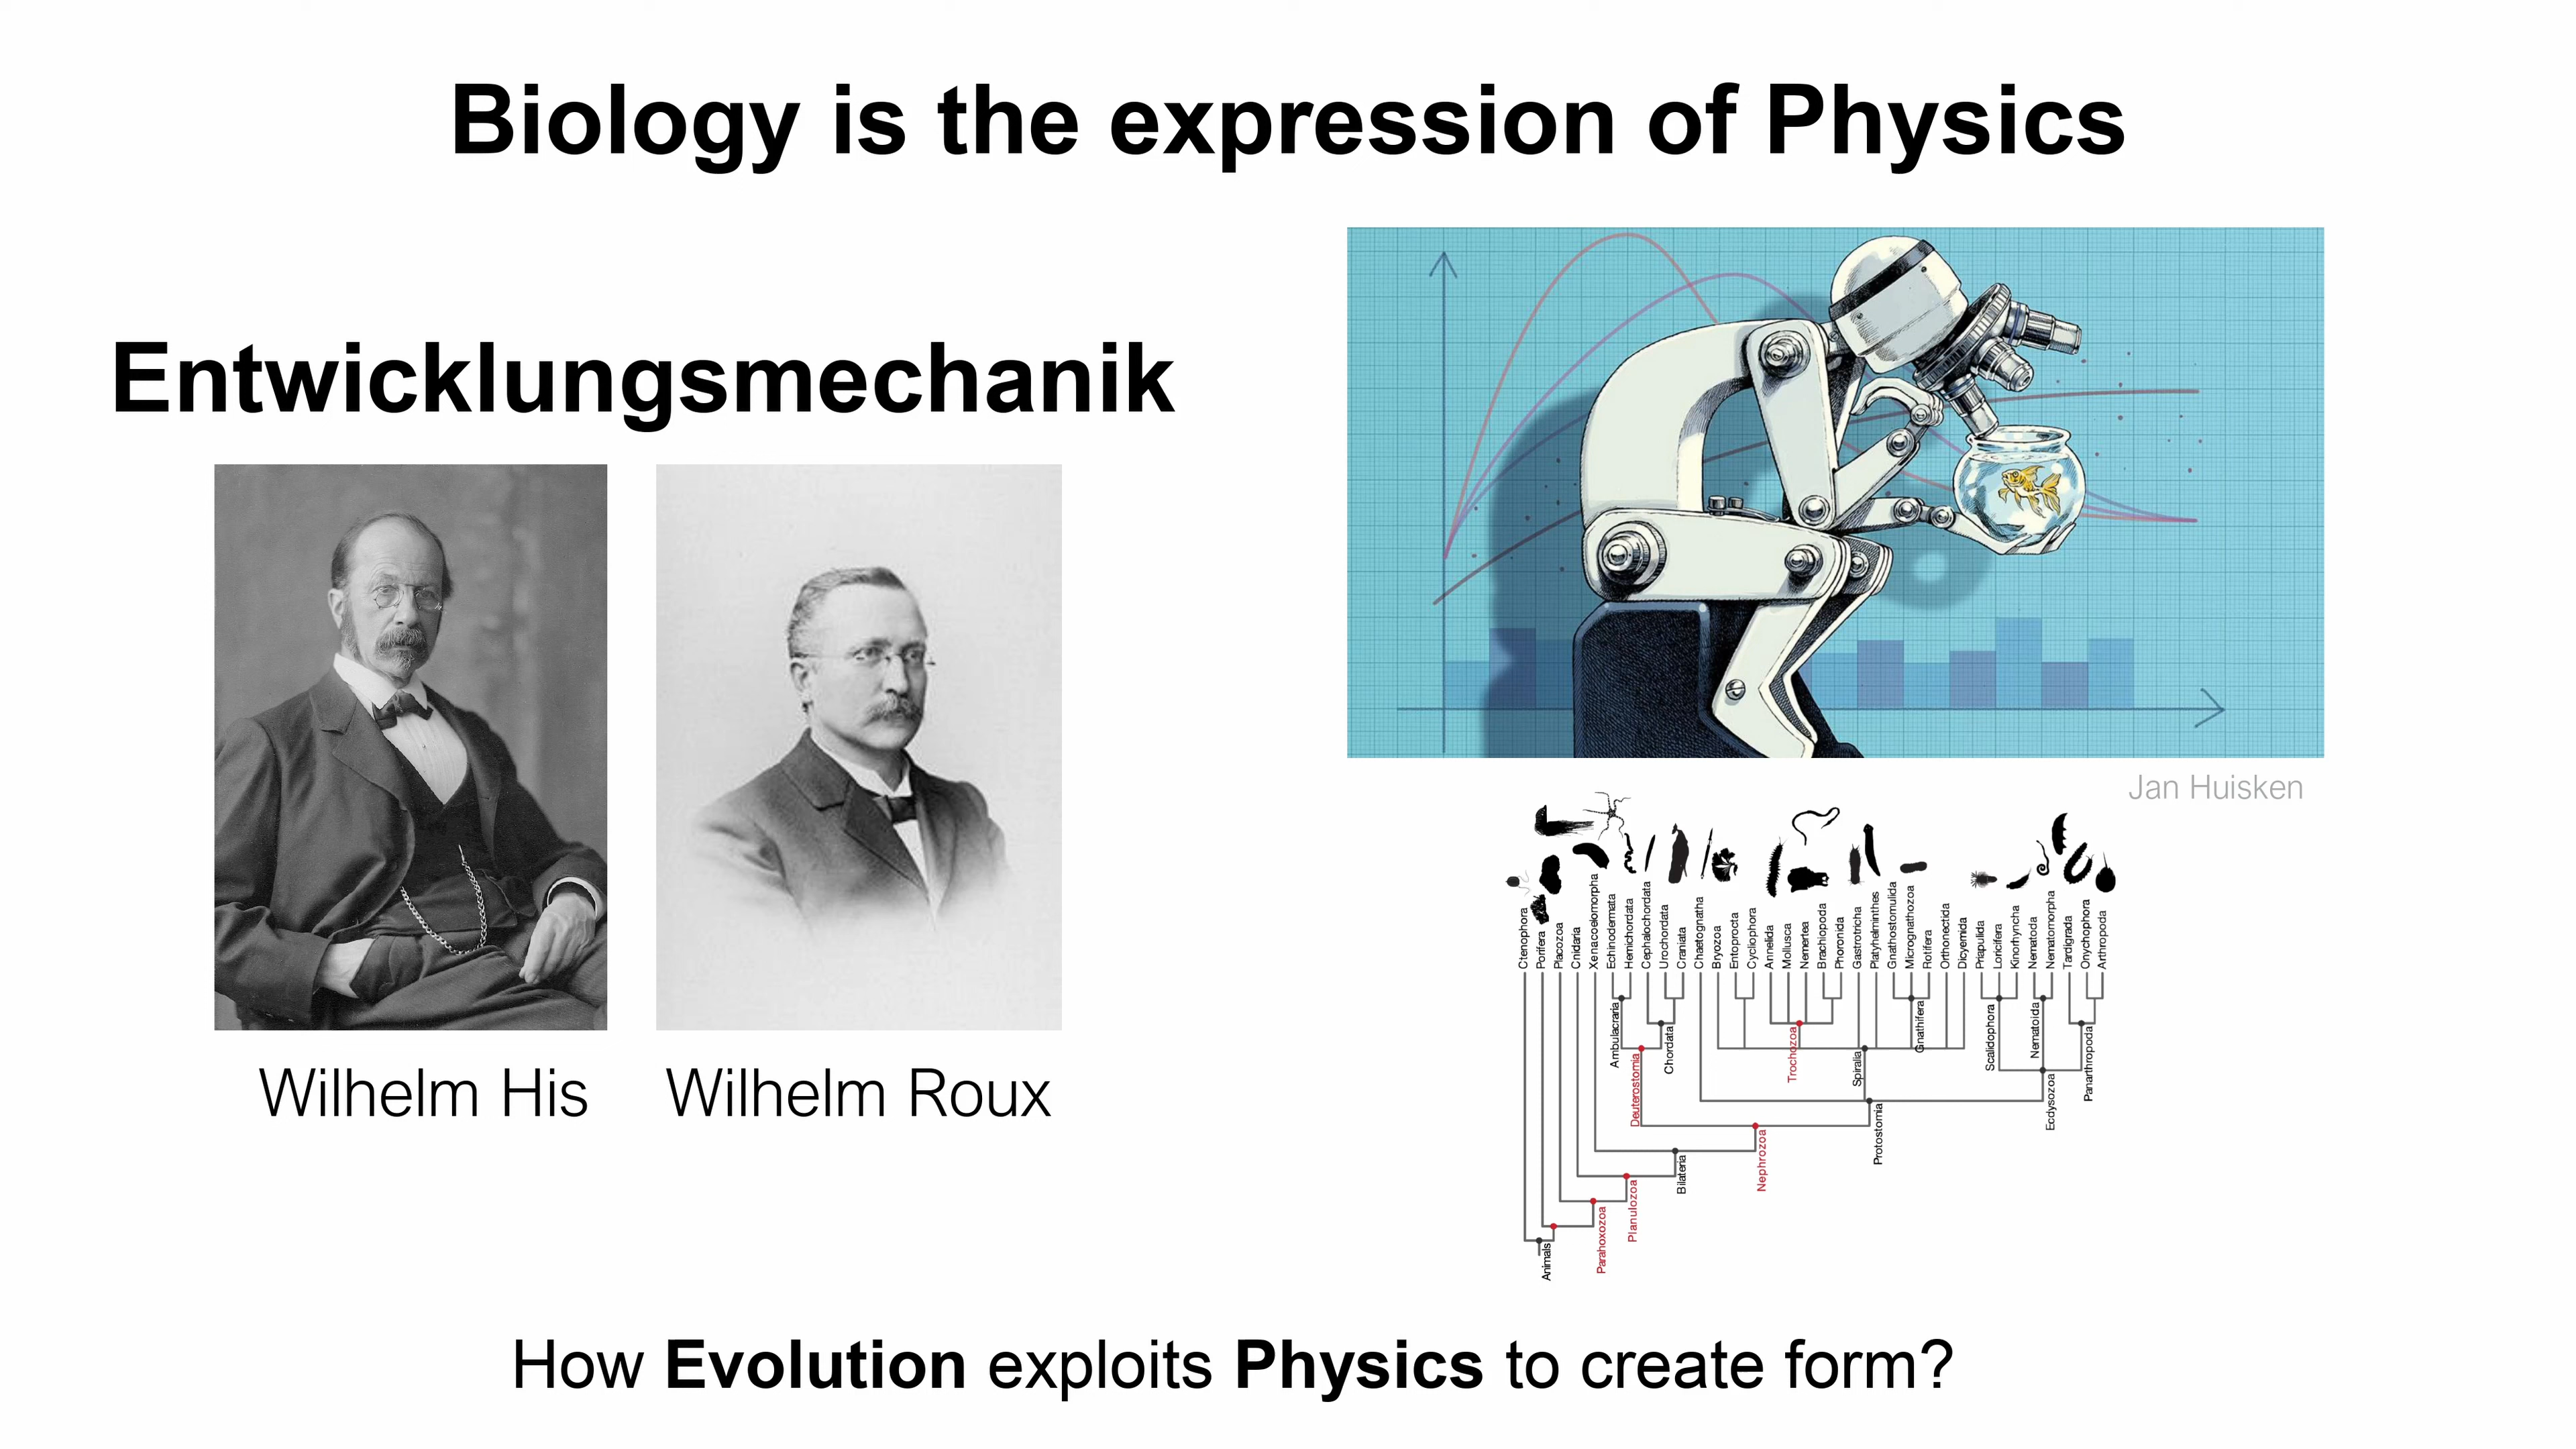 Biology is the expression of Physics
Entwicklungsmechanik
Wilhelm His
Wilhelm Roux
Jan Huisken
Ctenophora
Porifera
Placozoa
Cnidaria
Xenacoelomorpha
Echinodermata
Hemichordata
Cephalochordata
Urochordata
Craniata
Chaetognatha
Bryozoa
Entoprocta
Cycliophora
Annelida
Mollusca
Nemertea
Brachiopoda
Phoronida
Gastrotricha
Platyhelminthes
Gnathostomulida
Micrognathozoa
Rotifera
Orthonectida
Dicyemida
Priapulida
Loricifera
Kinorhyncha
Nematoda
Nematomorpha
Tardigrada
Onychophora
Arthropoda
Ambulacraria
Chordata
Deuterostomia
Trochozoa
Spiralia
Gnathifera
Scalidophora
Nematoida
Panarthropoda
Ecdysozoa
Protostomia
Nephrozoa
Bilateria
Planulozoa
Parahoxozoa
Animals
How Evolution exploits Physics to create form?